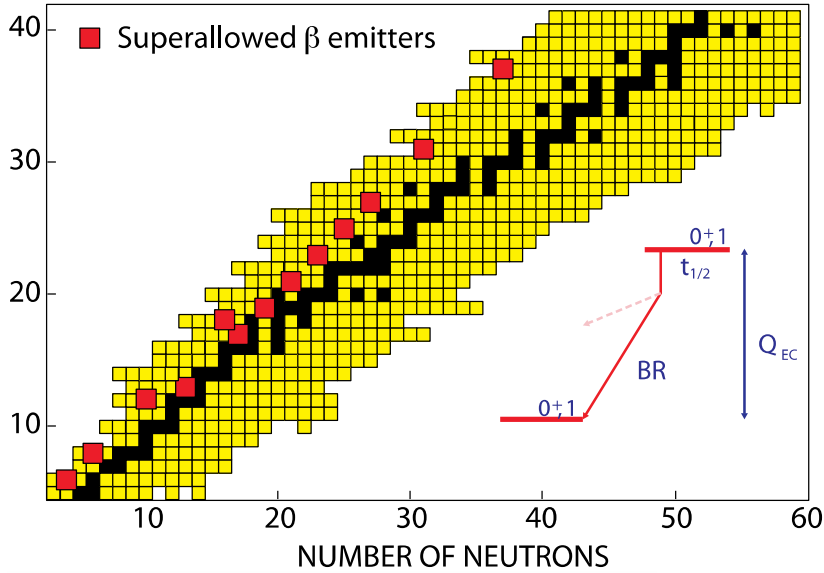 40
Superallowed β emitters
30
0⁺,1
t1/2
20
BR
QEC
0⁺,1
10
10 20 30 40 50 60
NUMBER OF NEUTRONS